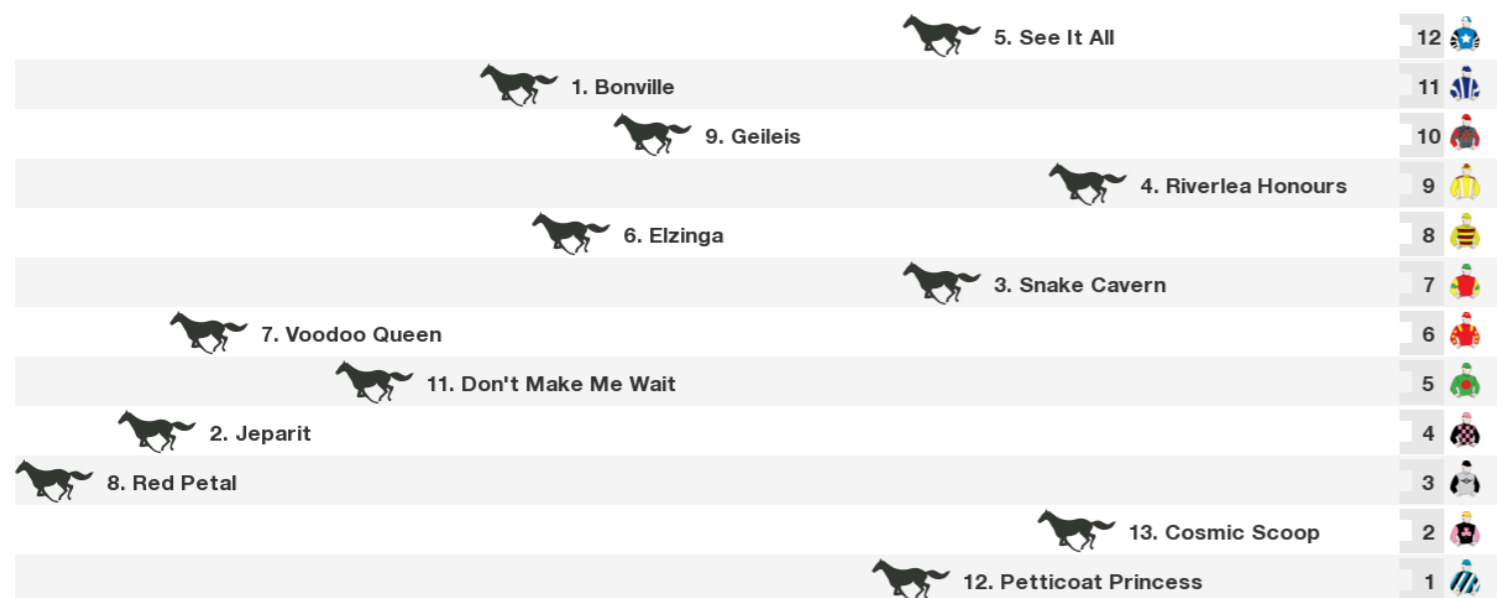 5. See It All 12
1. Bonville 11
9. Geileis 10
4. Riverlea Honours 9
6. Elzinga 8
3. Snake Cavern 7
7. Voodoo Queen 6
11. Don't Make Me Wait 5
2. Jeparit 4
8. Red Petal 3
13. Cosmic Scoop 2
12. Petticoat Princess 1